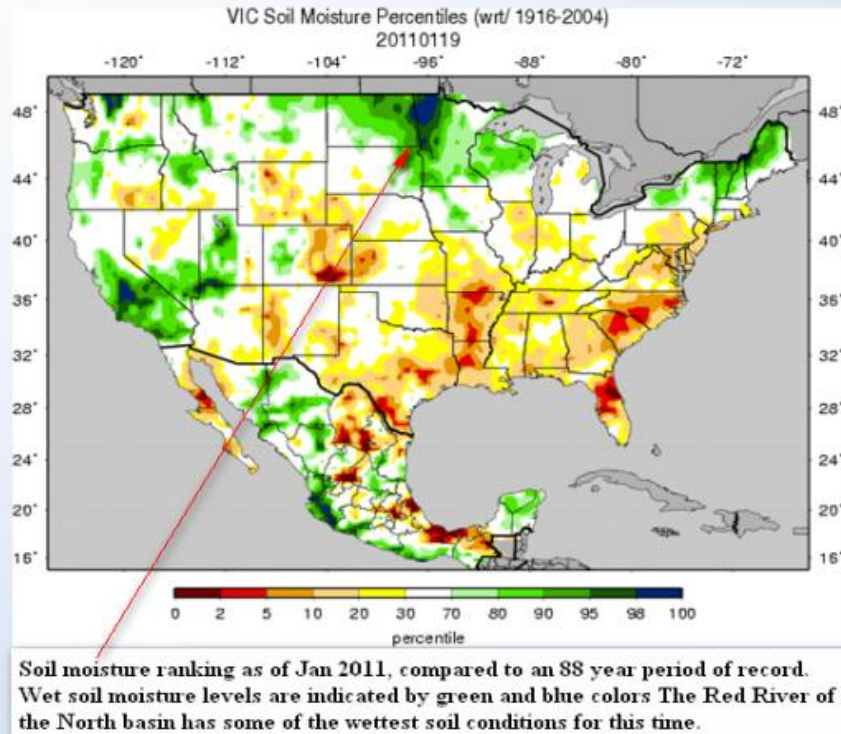 VIC Soil Moisture Percentiles (wrt/ 1916-2004)
20110119
-120° -112° -104° -96° -88° -80° -72°
48°
44°
40°
36°
32°
28°
24°
20°
16°
48°
44°
40°
36°
32°
28°
24°
20°
16°
0 2 5 10 20 30 70 80 90 95 98 100
percentile
Soil moisture ranking as of Jan 2011, compared to an 88 year period of record.
Wet soil moisture levels are indicated by green and blue colors The Red River of
the North basin has some of the wettest soil conditions for this time.